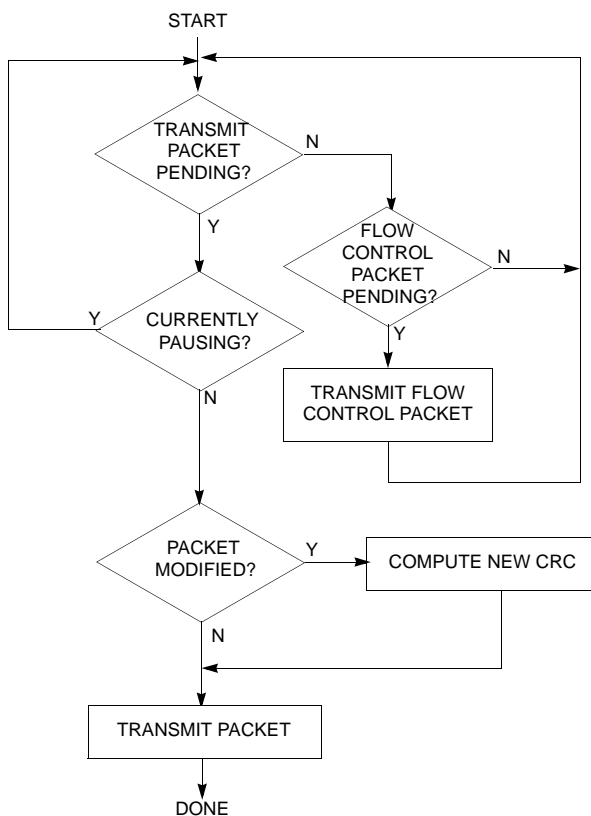 START
TRANSMIT
PACKET
PENDING?
N
Y
FLOW
CONTROL
PACKET
PENDING?
N
Y
CURRENTLY
PAUSING?
Y
N
TRANSMIT FLOW
CONTROL PACKET
PACKET
MODIFIED?
Y
COMPUTE NEW CRC
N
TRANSMIT PACKET
DONE